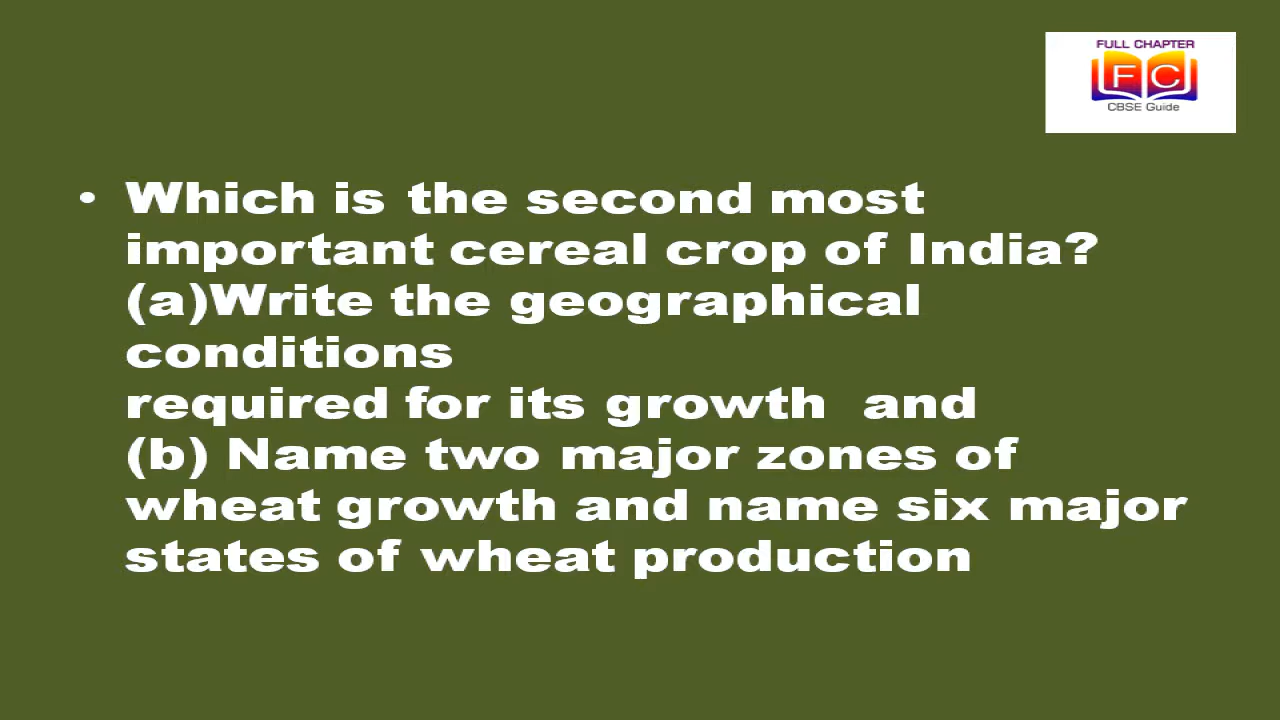 FULL CHAPTER
FC
CBSE Guide
• Which is the second most
important cereal crop of India?
(a)Write the geographical
conditions
required for its growth and
(b) Name two major zones of
wheat growth and name six major
states of wheat production